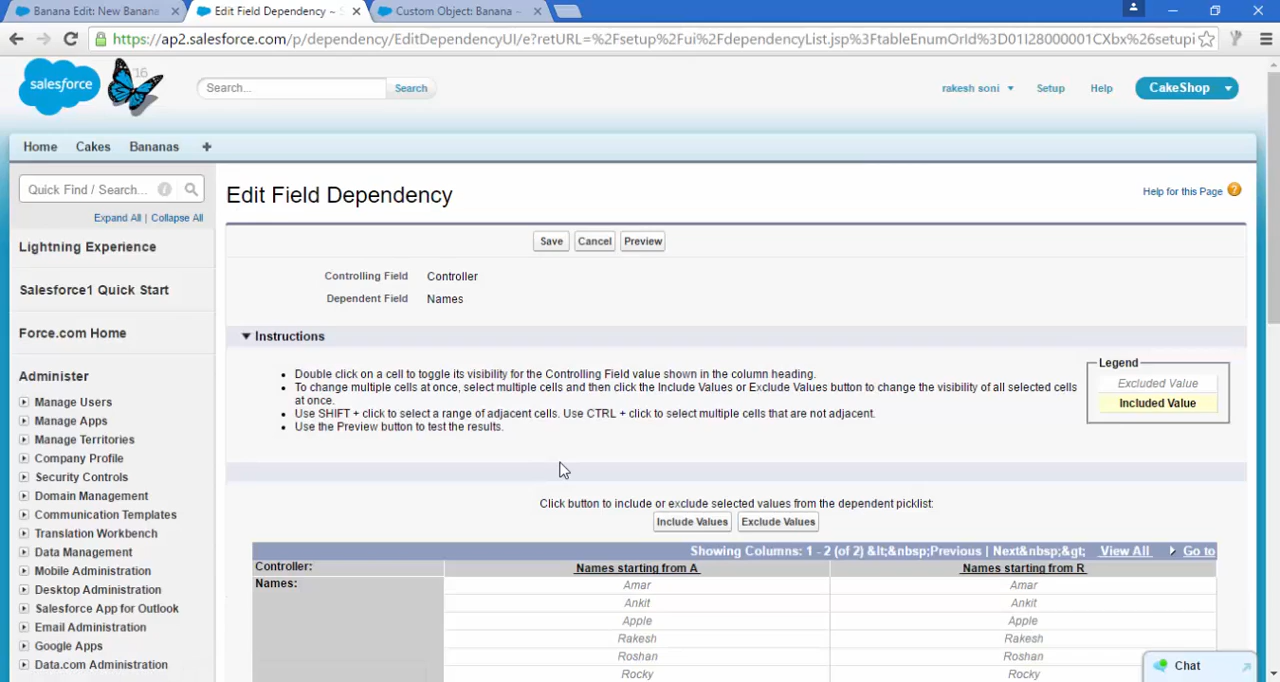 Banana Edit: New Banana
Edit Field Dependency ~
Custom Object: Banana ~
https://ap2.salesforce.com/p/dependency/EditDependencyUI/e?retURL=%2Fsetup%2Fui%2FdependencyList.jsp%3FtableEnumOrId%3D01I28000001CXbx%26setupi
salesforce
'16
Search...
Search
rakesh soni
Setup
Help
CakeShop
Home
Cakes
Bananas
+
Quick Find / Search...
Expand All | Collapse All
Lightning Experience
Salesforce1 Quick Start
Force.com Home
Administer
Manage Users
Manage Apps
Manage Territories
Company Profile
Security Controls
Domain Management
Communication Templates
Translation Workbench
Data Management
Mobile Administration
Desktop Administration
Salesforce App for Outlook
Email Administration
Google Apps
Data.com Administration
Edit Field Dependency
Help for this Page
Save
Cancel
Preview
Controlling Field Controller
Dependent Field Names
Instructions
Double click on a cell to toggle its visibility for the Controlling Field value shown in the column heading.
To change multiple cells at once, select multiple cells and then click the Include Values or Exclude Values button to change the visibility of all selected cells
at once.
Use SHIFT + click to select a range of adjacent cells. Use CTRL + click to select multiple cells that are not adjacent.
Use the Preview button to test the results.
Legend
Excluded Value
Included Value
Click button to include or exclude selected values from the dependent picklist:
Include Values
Exclude Values
Showing Columns: 1 - 2 (of 2) &lt;&nbsp;Previous | Next&nbsp;&gt; View All Go to
Controller: Names starting from A Names starting from R
Names: Amar Amar
Ankit Ankit
Apple Apple
Rakesh Rakesh
Roshan Roshan
Rocky Rocky
Chat